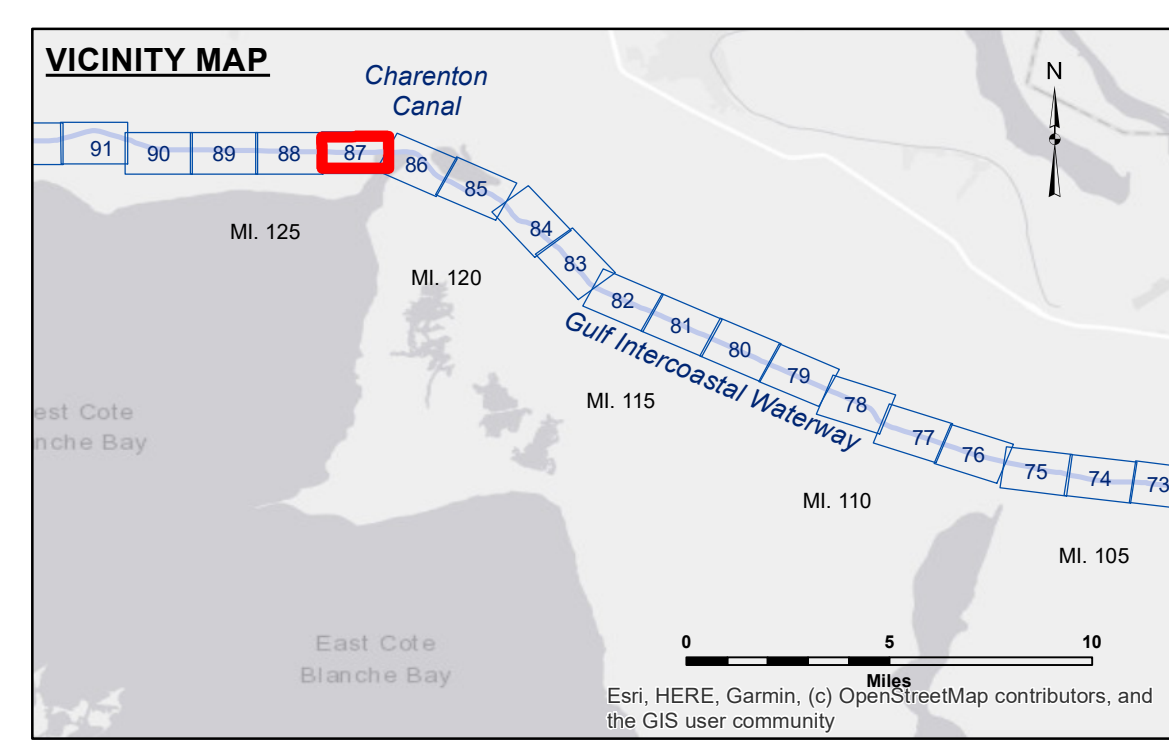 VICINITY MAP
Charenton
Canal
N
91
90
89
88
87
86
85
84
83
82
81
80
79
78
77
76
75
74
73
MI. 125
MI. 120
MI. 115
MI. 110
MI. 105
Gulf Intercoastal Waterway
est Cote
nche Bay
East Cote
Blanche Bay
0 5 10
Miles
Esri, HERE, Garmin, (c) OpenStreetMap contributors, and
the GIS user community